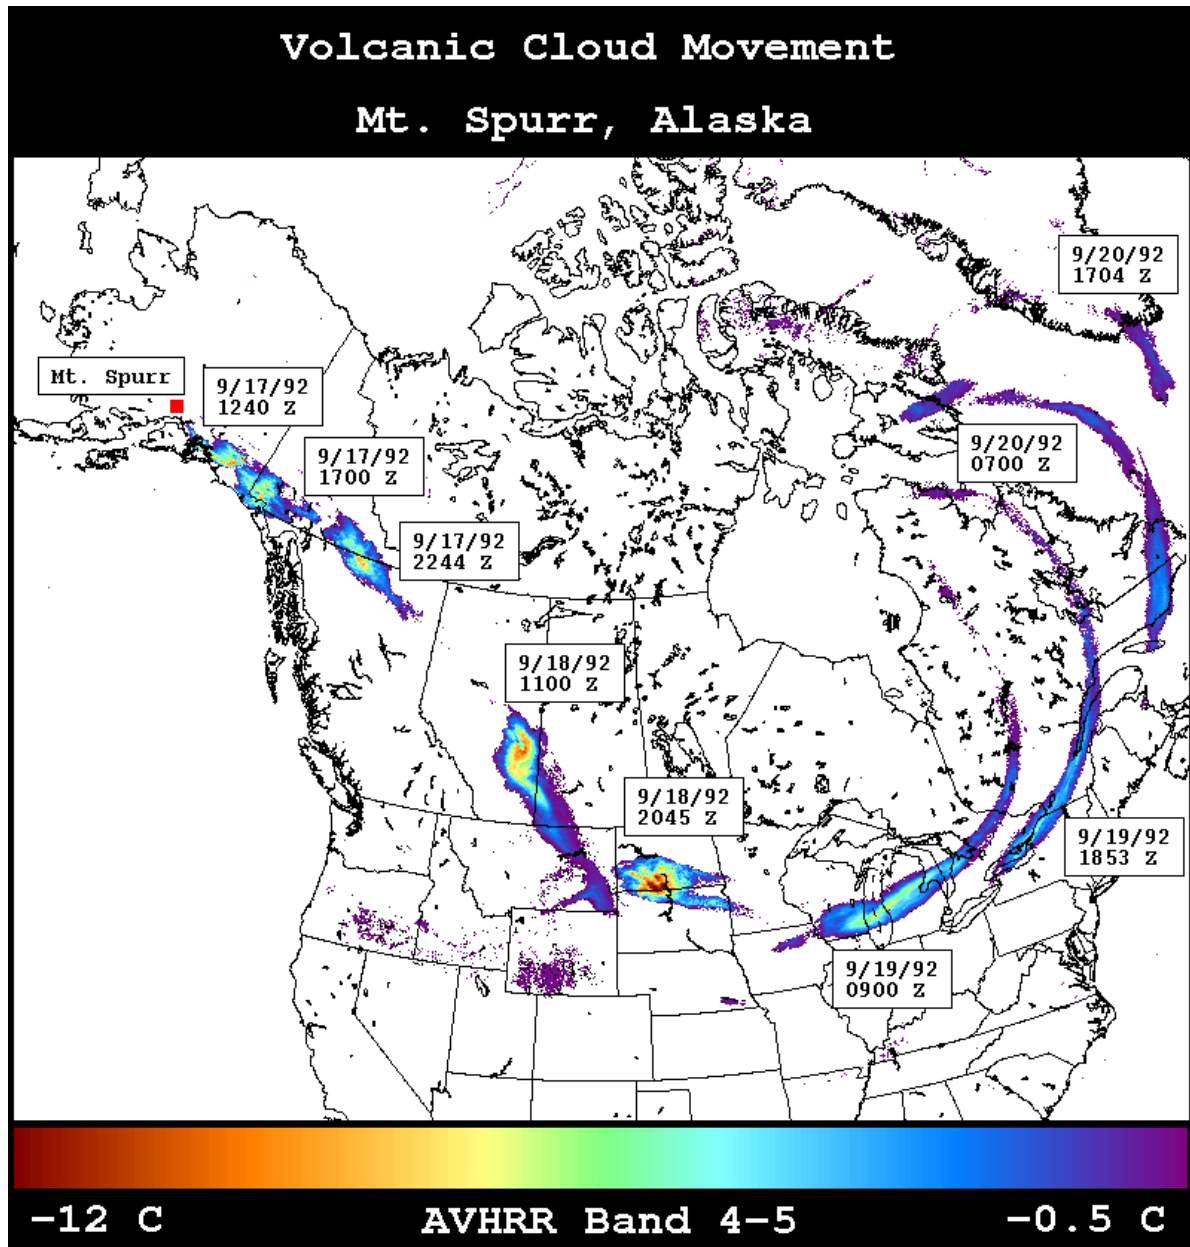 Volcanic Cloud Movement
Mt. Spurr, Alaska
9/20/92
1704 Z
Mt. Spurr
9/17/92
1240 Z
9/17/92
1700 Z
9/20/92
0700 Z
9/17/92
2244 Z
9/18/92
1100 Z
9/18/92
2045 Z
9/19/92
1853 Z
9/19/92
0900 Z
−12 C AVHRR Band 4−5 −0.5 C